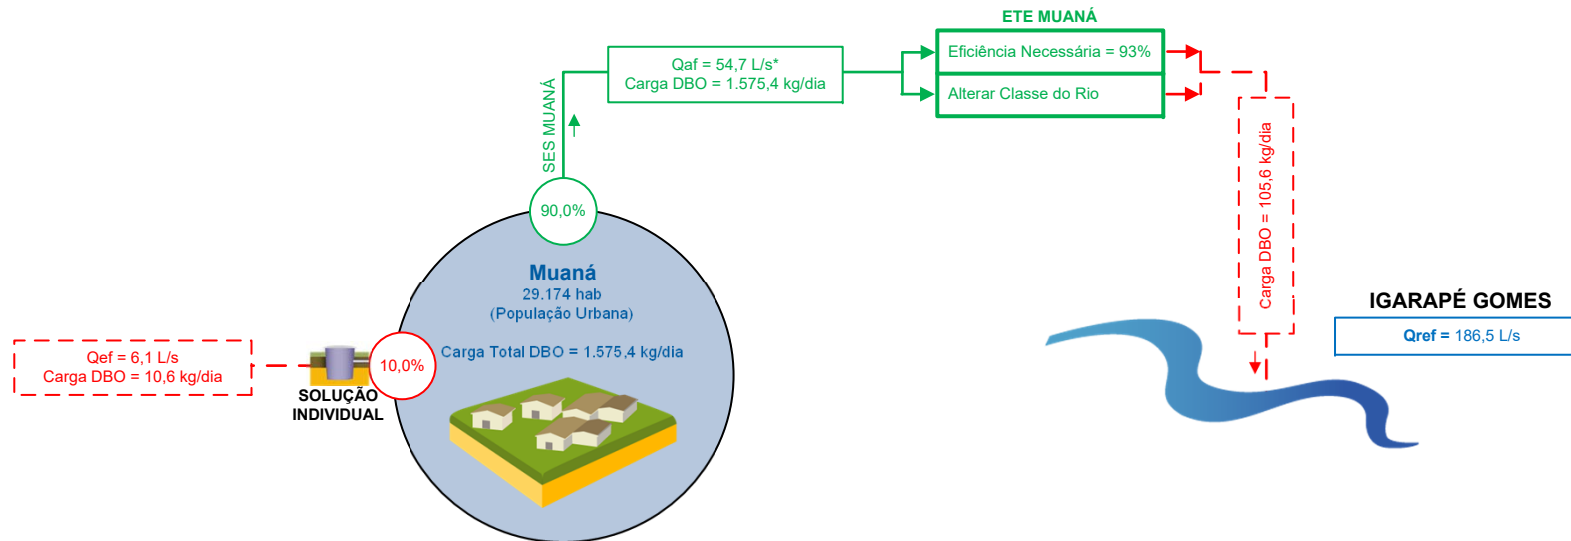 ETE MUANÁ
Eficiência Necessária = 93%
Alterar Classe do Rio
Qaf = 54,7 L/s*
Carga DBO = 1.575,4 kg/dia
SES MUANÁ
90,0%
Carga DBO = 105,6 kg/dia
Muaná
29.174 hab
(População Urbana)
Carga Total DBO = 1.575,4 kg/dia
IGARAPÉ GOMES
Qref = 186,5 L/s
Qef = 6,1 L/s
Carga DBO = 10,6 kg/dia
10,0%
SOLUÇÃO
INDIVIDUAL